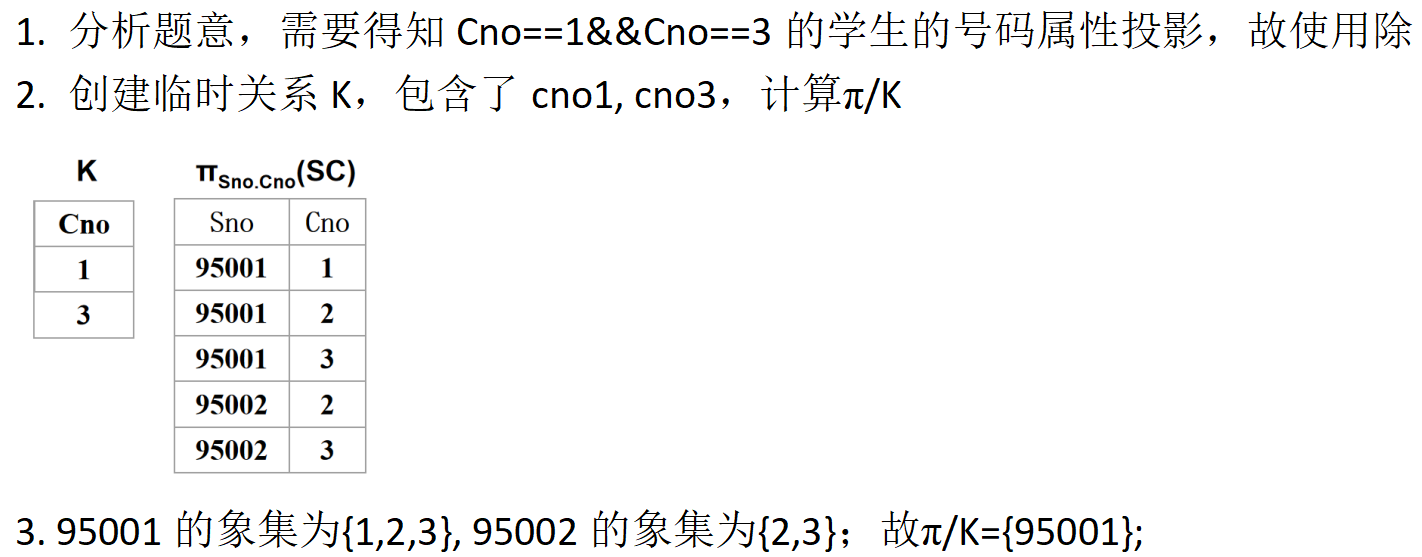 1. 分析题意，需要得知 Cno==1&&Cno==3 的学生的号码属性投影，故使用除
2. 创建临时关系 K，包含了 cno1, cno3，计算π/K
K πSno.Cno(SC)
Cno Sno Cno
1 95001 1
3 95001 2
95001 3
95002 2
95002 3
3. 95001 的象集为{1,2,3}, 95002 的象集为{2,3}；故π/K={95001};